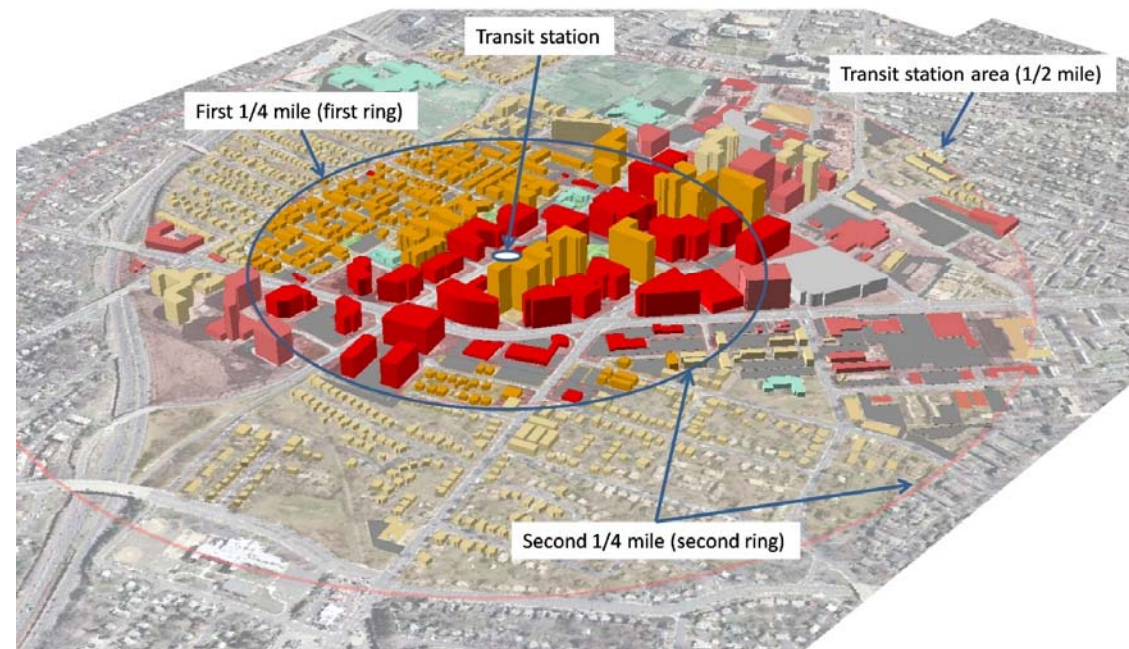 Transit station
Transit station area (1/2 mile)
First 1/4 mile (first ring)
Second 1/4 mile (second ring)